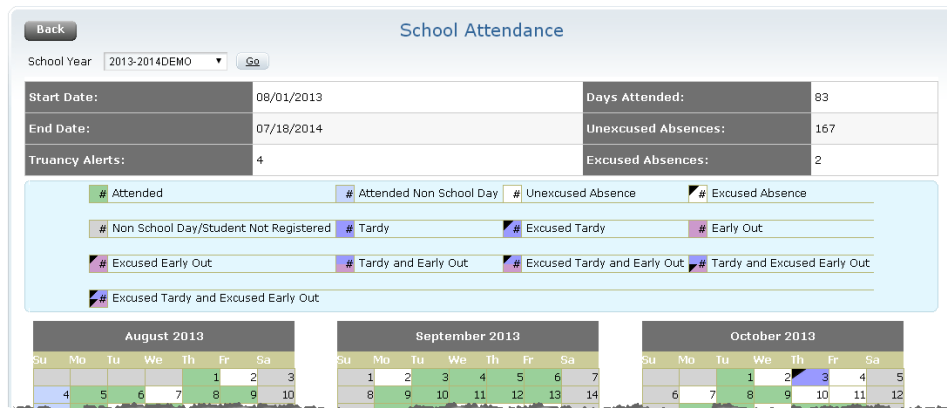 Back
School Attendance
School Year 2013-2014DEMO Go
Start Date: 08/01/2013 Days Attended: 83
End Date: 07/18/2014 Unexcused Absences: 167
Truancy Alerts: 4 Excused Absences: 2
# Attended # Attended Non School Day # Unexcused Absence # Excused Absence
# Non School Day/Student Not Registered # Tardy # Excused Tardy # Early Out
# Excused Early Out # Tardy and Early Out # Excused Tardy and Early Out # Tardy and Excused Early Out
# Excused Tardy and Excused Early Out
August 2013 September 2013 October 2013
Su Mo Tu We Th Fr Sa Su Mo Tu We Th Fr Sa Su Mo Tu We Th Fr Sa
1 2 3 1 2 3 4 5 6 7 1 2 3 4 5
4 5 6 7 8 9 10 8 9 10 11 12 13 14 6 7 8 9 10 11 12